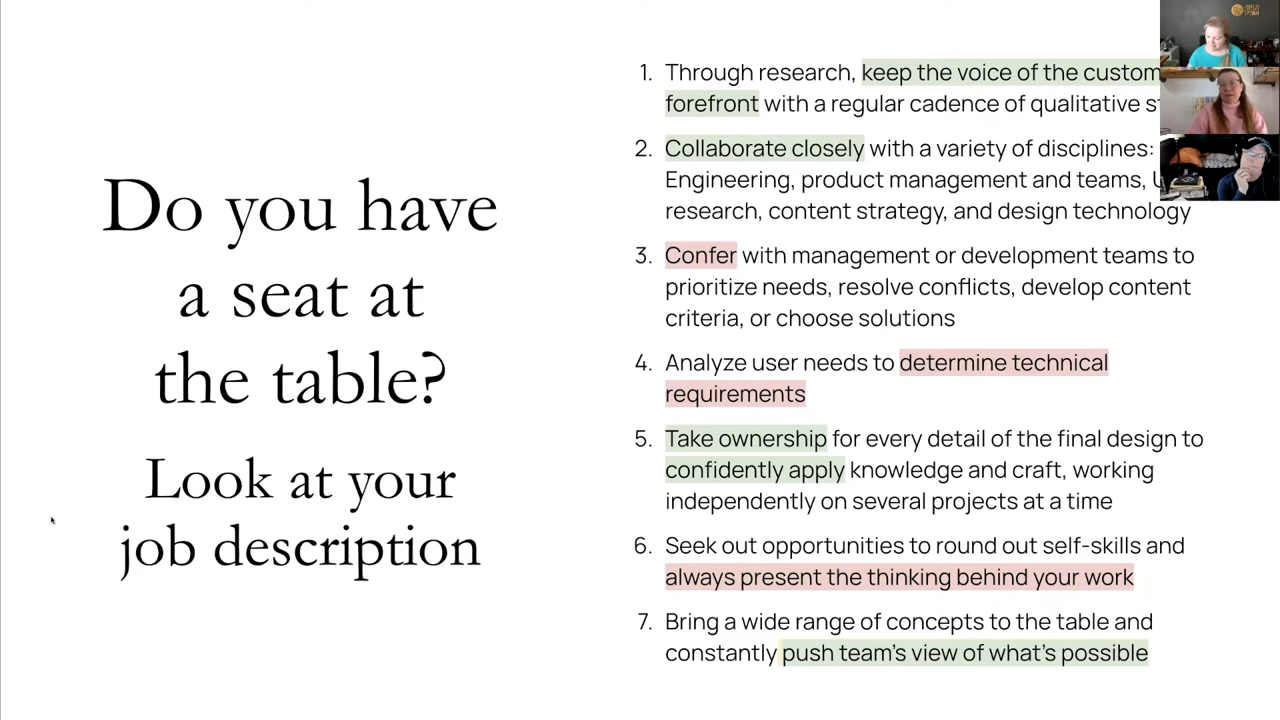 Do you have
a seat at
the table?
Look at your
job description
1. Through research, keep the voice of the custom
forefront with a regular cadence of qualitative
2. Collaborate closely with a variety of disciplines:
Engineering, product management and teams,
research, content strategy, and design technology
3. Confer with management or development teams to
prioritize needs, resolve conflicts, develop content
criteria, or choose solutions
4. Analyze user needs to determine technical
requirements
5. Take ownership for every detail of the final design to
confidently apply knowledge and craft, working
independently on several projects at a time
6. Seek out opportunities to round out self-skills and
always present the thinking behind your work
7. Bring a wide range of concepts to the table and
constantly push team's view of what's possible